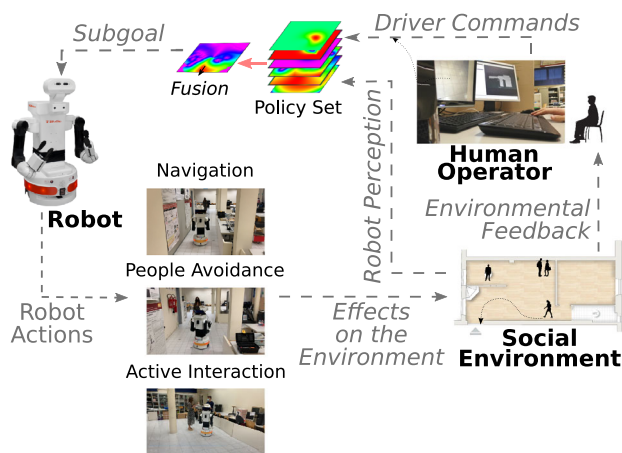 Driver Commands
Subgoal
Fusion
Policy Set
Robot Perception
Human
Operator
Environmental
Feedback
Navigation
Robot
People Avoidance
Robot
Actions
Effects
on the
Environment
Social
Environment
Active Interaction